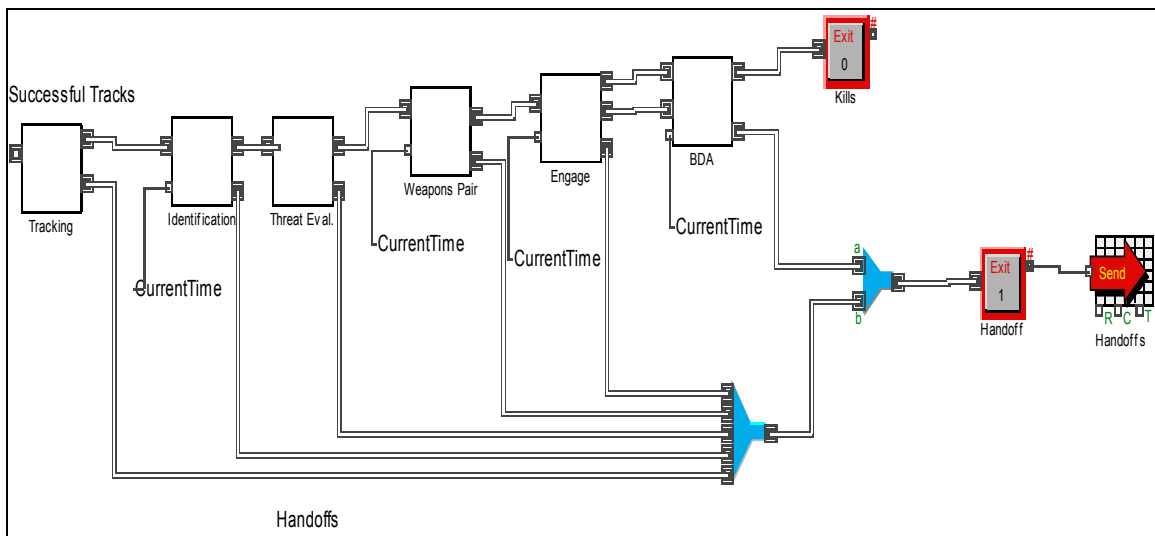 Exit
#
0
Kills
Successful Tracks
BDA
Weapons Pair
Engage
Identification
Threat Eval.
Tracking
CurrentTime
CurrentTime
CurrentTime
CurrentTime
a
b
Exit
#
1
Handoff
Send
R C T
Handoffs
Handoffs